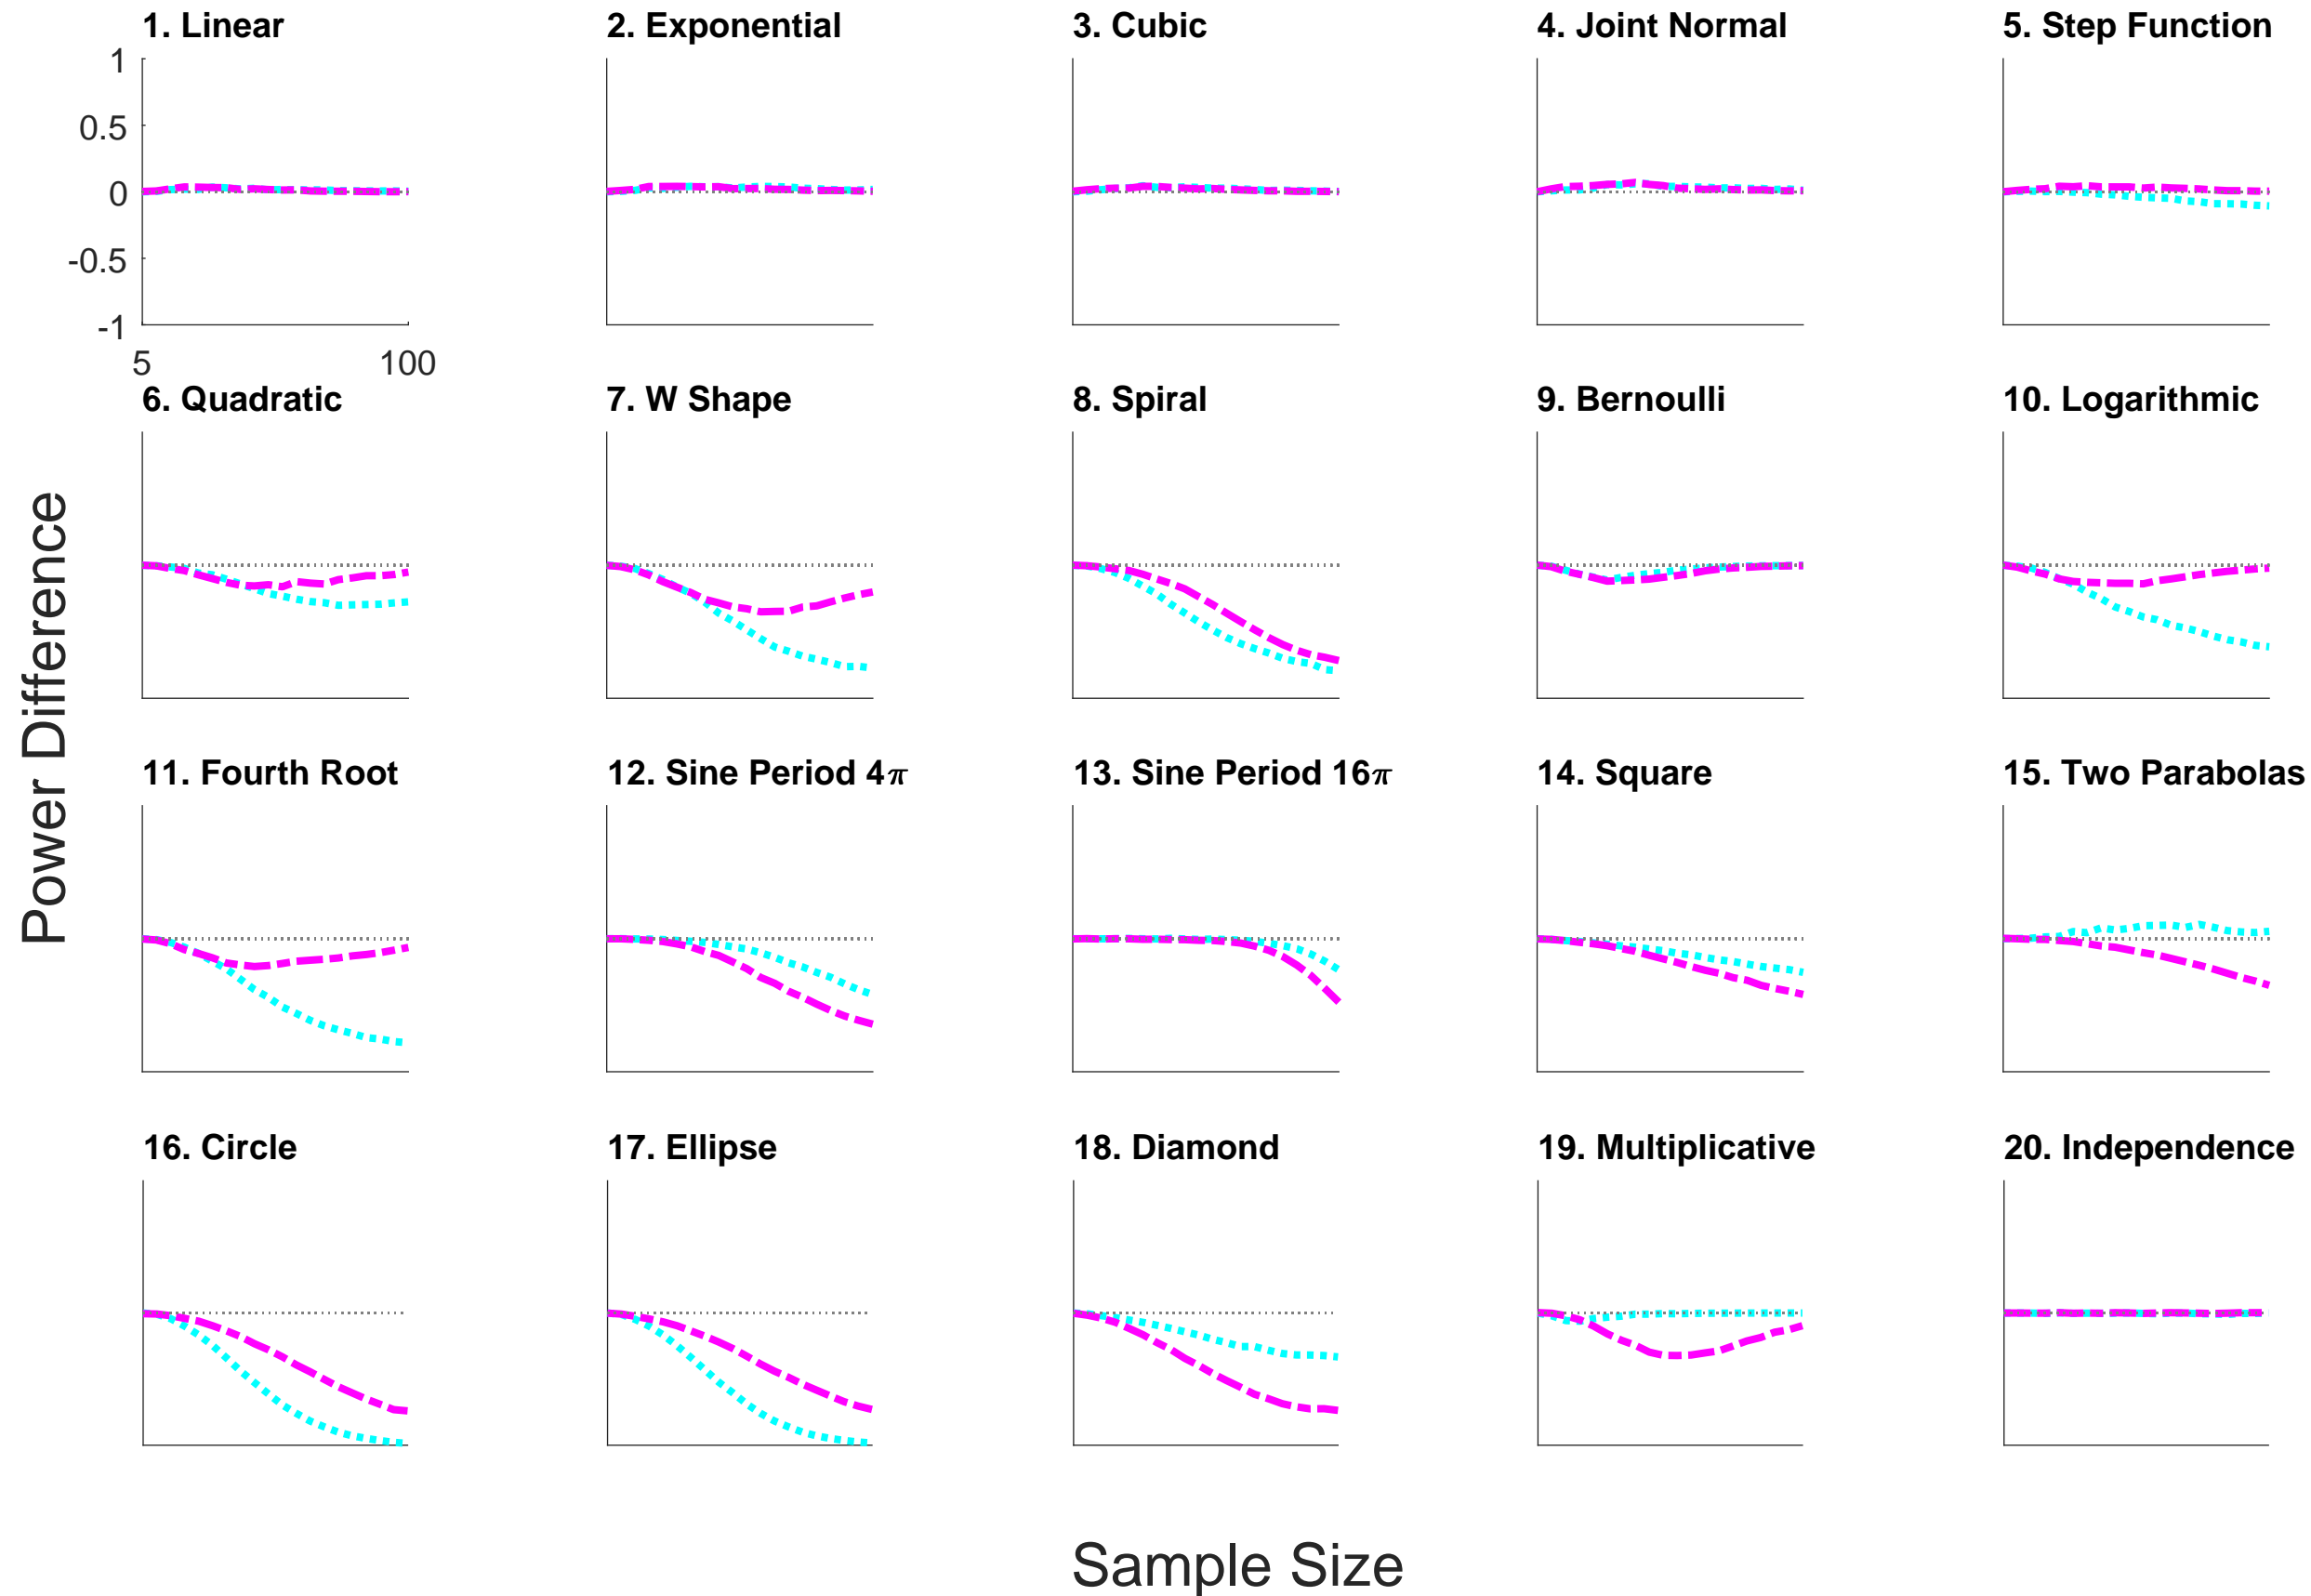 1. Linear
2. Exponential
3. Cubic
4. Joint Normal
5. Step Function
1
0.5
0
-0.5
-1
5
100
6. Quadratic
7. W Shape
8. Spiral
9. Bernoulli
10. Logarithmic
Power Difference
11. Fourth Root
12. Sine Period 4π
13. Sine Period 16π
14. Square
15. Two Parabolas
16. Circle
17. Ellipse
18. Diamond
19. Multiplicative
20. Independence
Sample Size